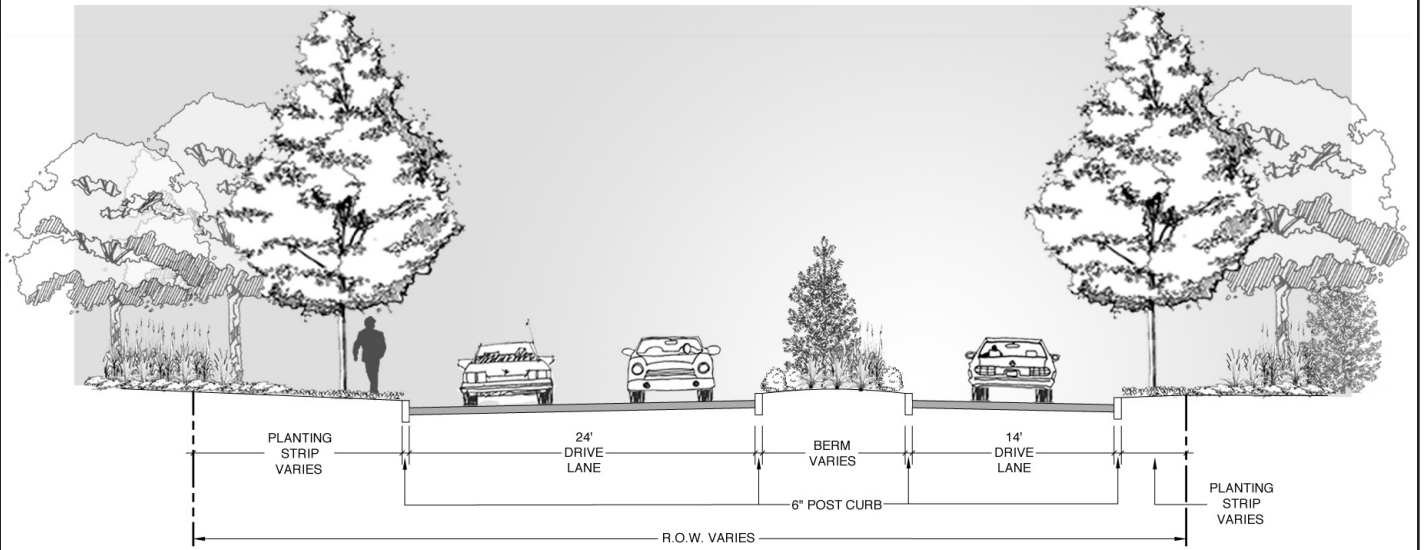 PLANTING
STRIP
VARIES
24'
DRIVE
LANE
BERM
VARIES
14'
DRIVE
LANE
PLANTING
STRIP
VARIES
6" POST CURB
R.O.W. VARIES